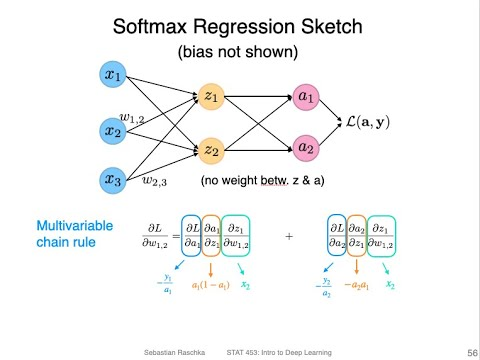 Softmax Regression Sketch
(bias not shown)
x₁
x₂
x₃
w₁,₂
w₂,₃
z₁
z₂
a₁
a₂
ℒ(a, y)
(no weight betw. z & a)
Multivariable
chain rule
∂L/∂w₁,₂ = ∂L/∂a₁ ∂a₁/∂z₁ ∂z₁/∂w₁,₂ + ∂L/∂a₂ ∂a₂/∂z₁ ∂z₁/∂w₁,₂
−y₁/a₁ a₁(1 − a₁) x₂ −y₂/a₂ −a₂a₁ x₂
Sebastian Raschka STAT 453: Intro to Deep Learning 56